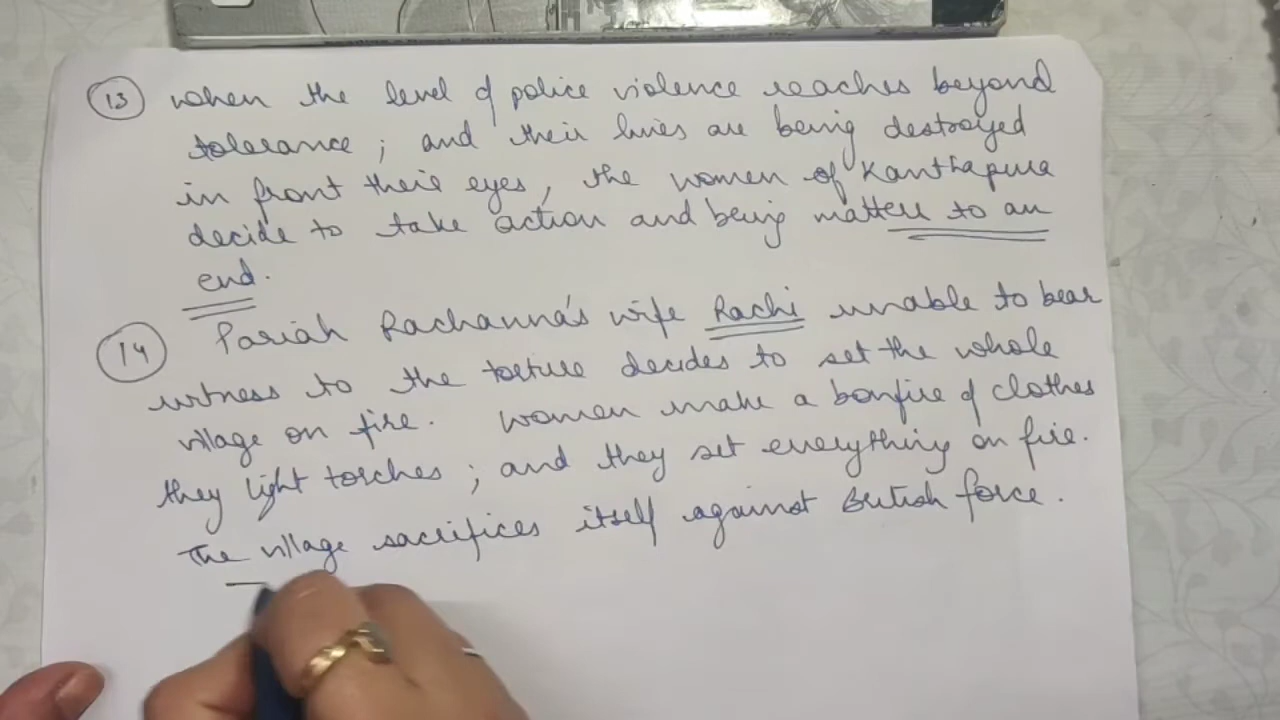 13 when the level of police violence reaches beyond
tolerance; and their lives are being destroyed
in front their eyes, the women of Kanthapura
decide to take action and being matters to an
end.
14 Pariah Rachanna's wife Rachi unable to bear
witness to the torture decides to set the whole
village on fire. Women make a bonfire of clothes
they light torches; and they set everything on fire.
The village sacrifices itself against British force.